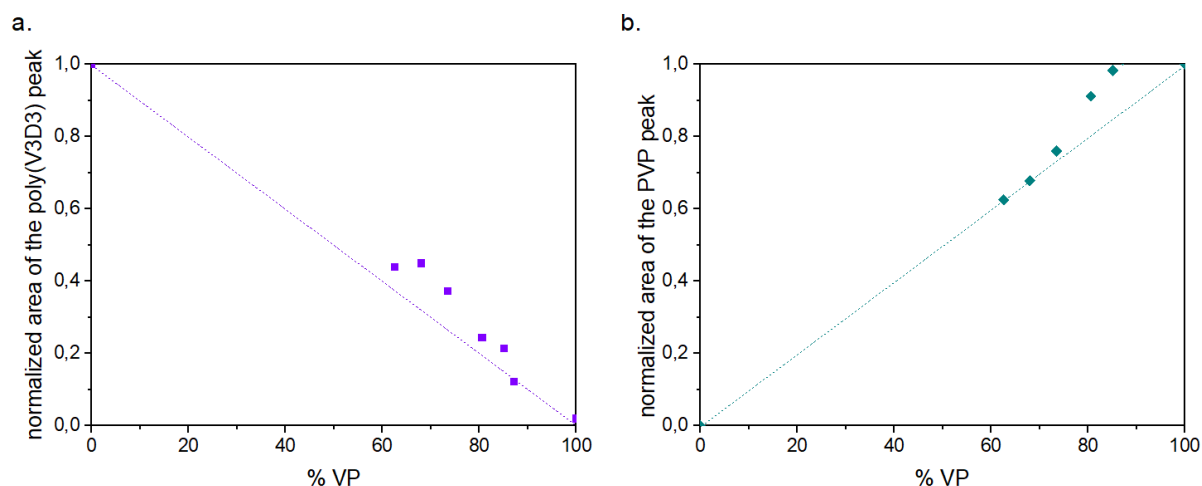 a.
normalized area of the poly(V3D3) peak
1,0
0,8
0,6
0,4
0,2
0,0
0 20 40 60 80 100
% VP
b.
normalized area of the PVP peak
1,0
0,8
0,6
0,4
0,2
0,0
0 20 40 60 80 100
% VP